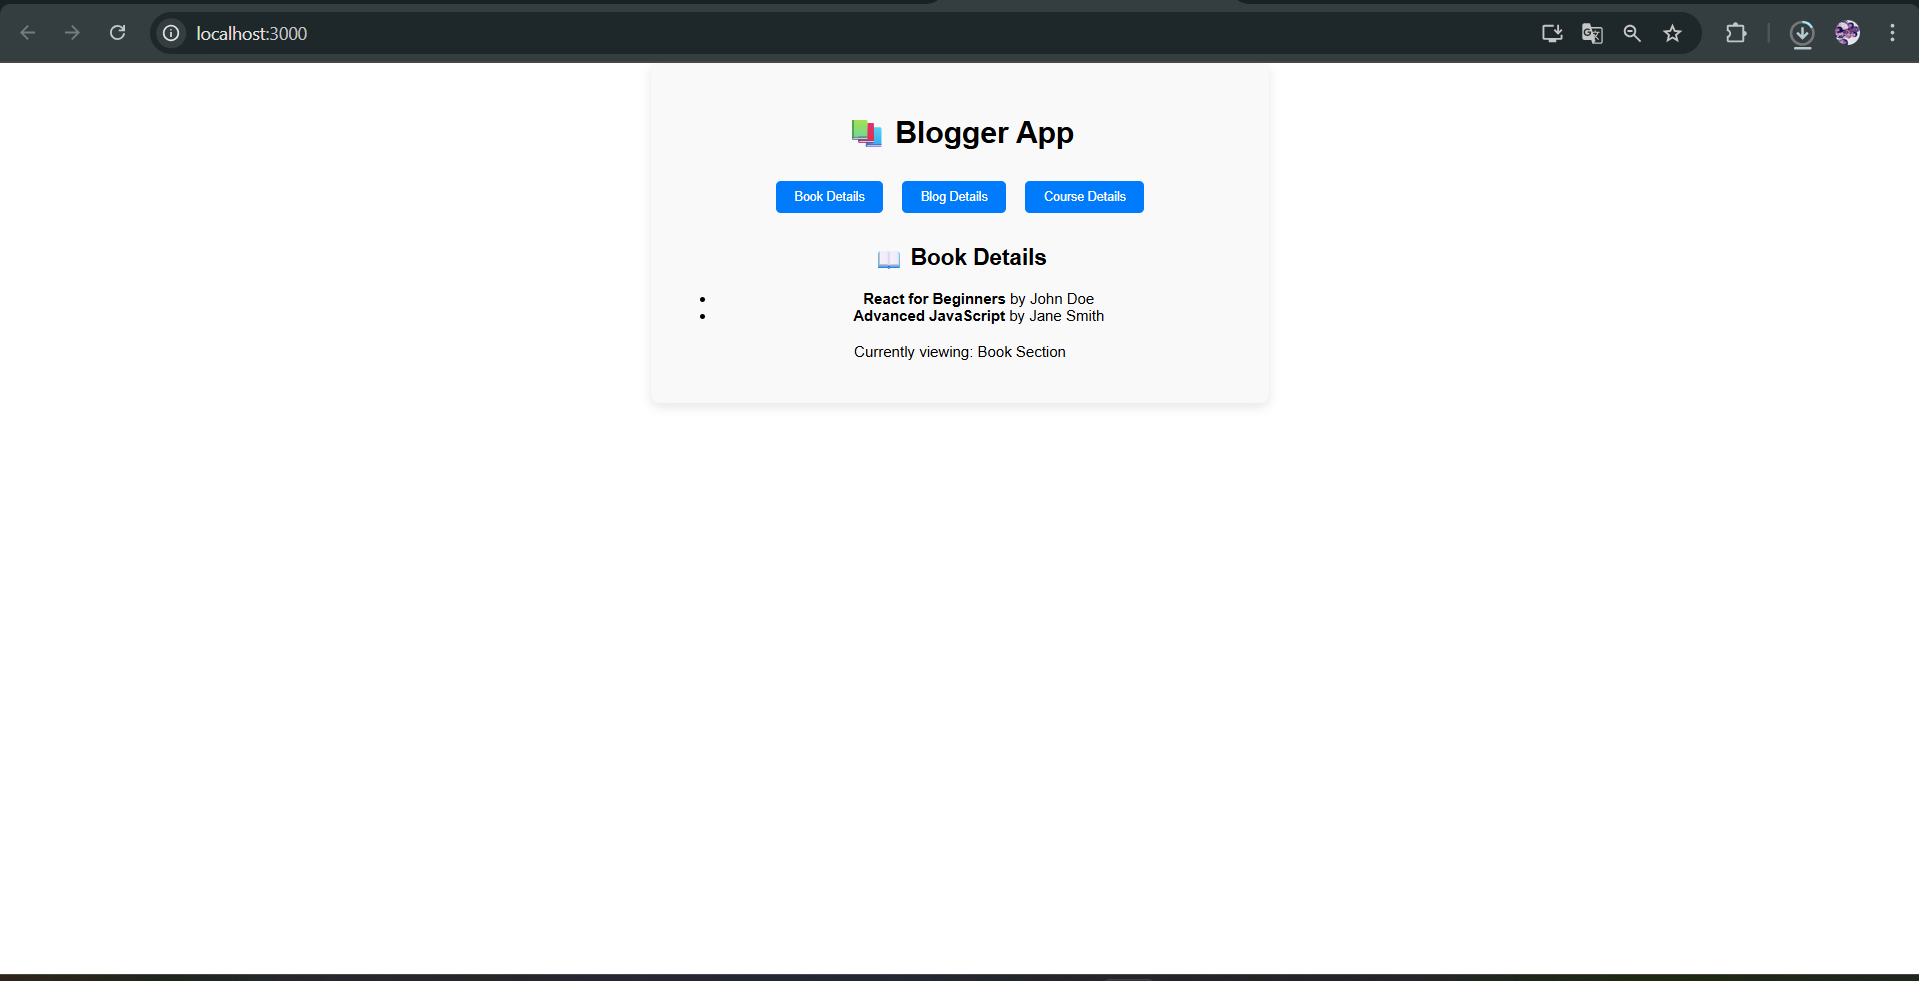 localhost:3000
📚 Blogger App
Book Details Blog Details Course Details
📖 Book Details
• React for Beginners by John Doe
• Advanced JavaScript by Jane Smith
Currently viewing: Book Section